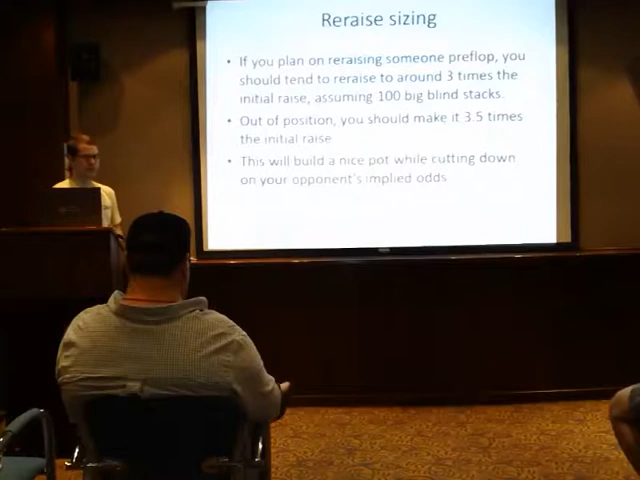 Reraise sizing
• If you plan on reraising someone preflop, you
should tend to reraise to around 3 times the
initial raise, assuming 100 big blind stacks.
• Out of position, you should make it 3.5 times
the initial raise
• This will build a nice pot while cutting down
on your opponent's implied odds